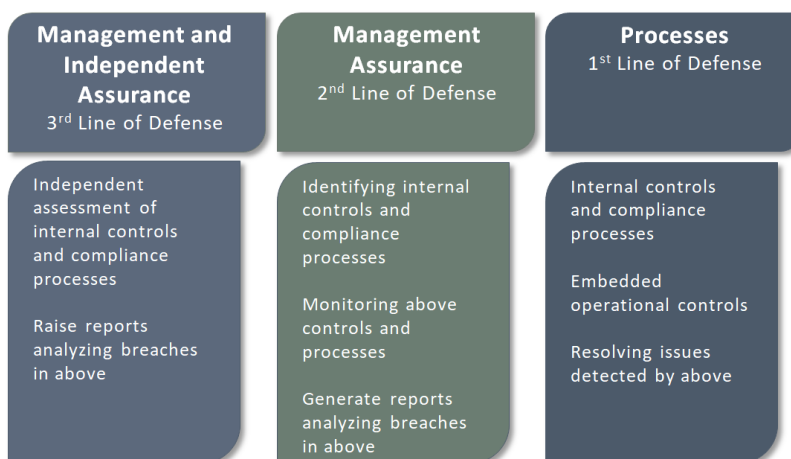 Management and
Independent
Assurance
3rd Line of Defense
Independent
assessment of
internal controls
and compliance
processes
Raise reports
analyzing breaches
in above
Management
Assurance
2nd Line of Defense
Identifying internal
controls and
compliance
processes
Monitoring above
controls and
processes
Generate reports
analyzing breaches
in above
Processes
1st Line of Defense
Internal controls
and compliance
processes
Embedded
operational controls
Resolving issues
detected by above